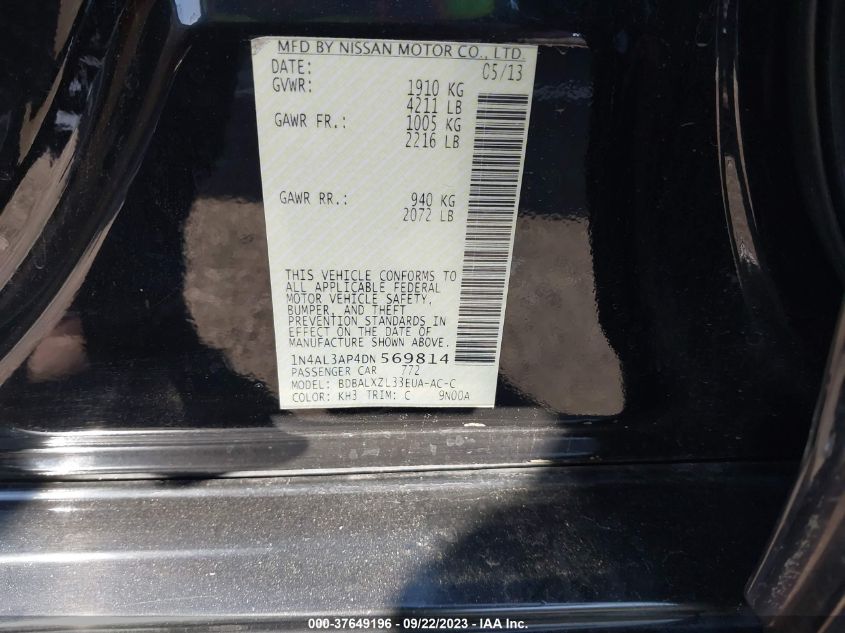 MFD BY NISSAN MOTOR CO., LTD.
DATE: 05/13
GVWR: 1910 KG
4211 LB
GAWR FR.: 1005 KG
2216 LB
GAWR RR.: 940 KG
2072 LB
THIS VEHICLE CONFORMS TO
ALL APPLICABLE FEDERAL
MOTOR VEHICLE SAFETY,
BUMPER, AND THEFT
PREVENTION STANDARDS IN
EFFECT ON THE DATE OF
MANUFACTURE SHOWN ABOVE.
1N4AL3AP4DN 569814
PASSENGER CAR 772
MODEL: BDBALXZL33EUA-AC-C
COLOR: KH3 TRIM: C 9N00A
000-37649196 - 09/22/2023 - IAA Inc.